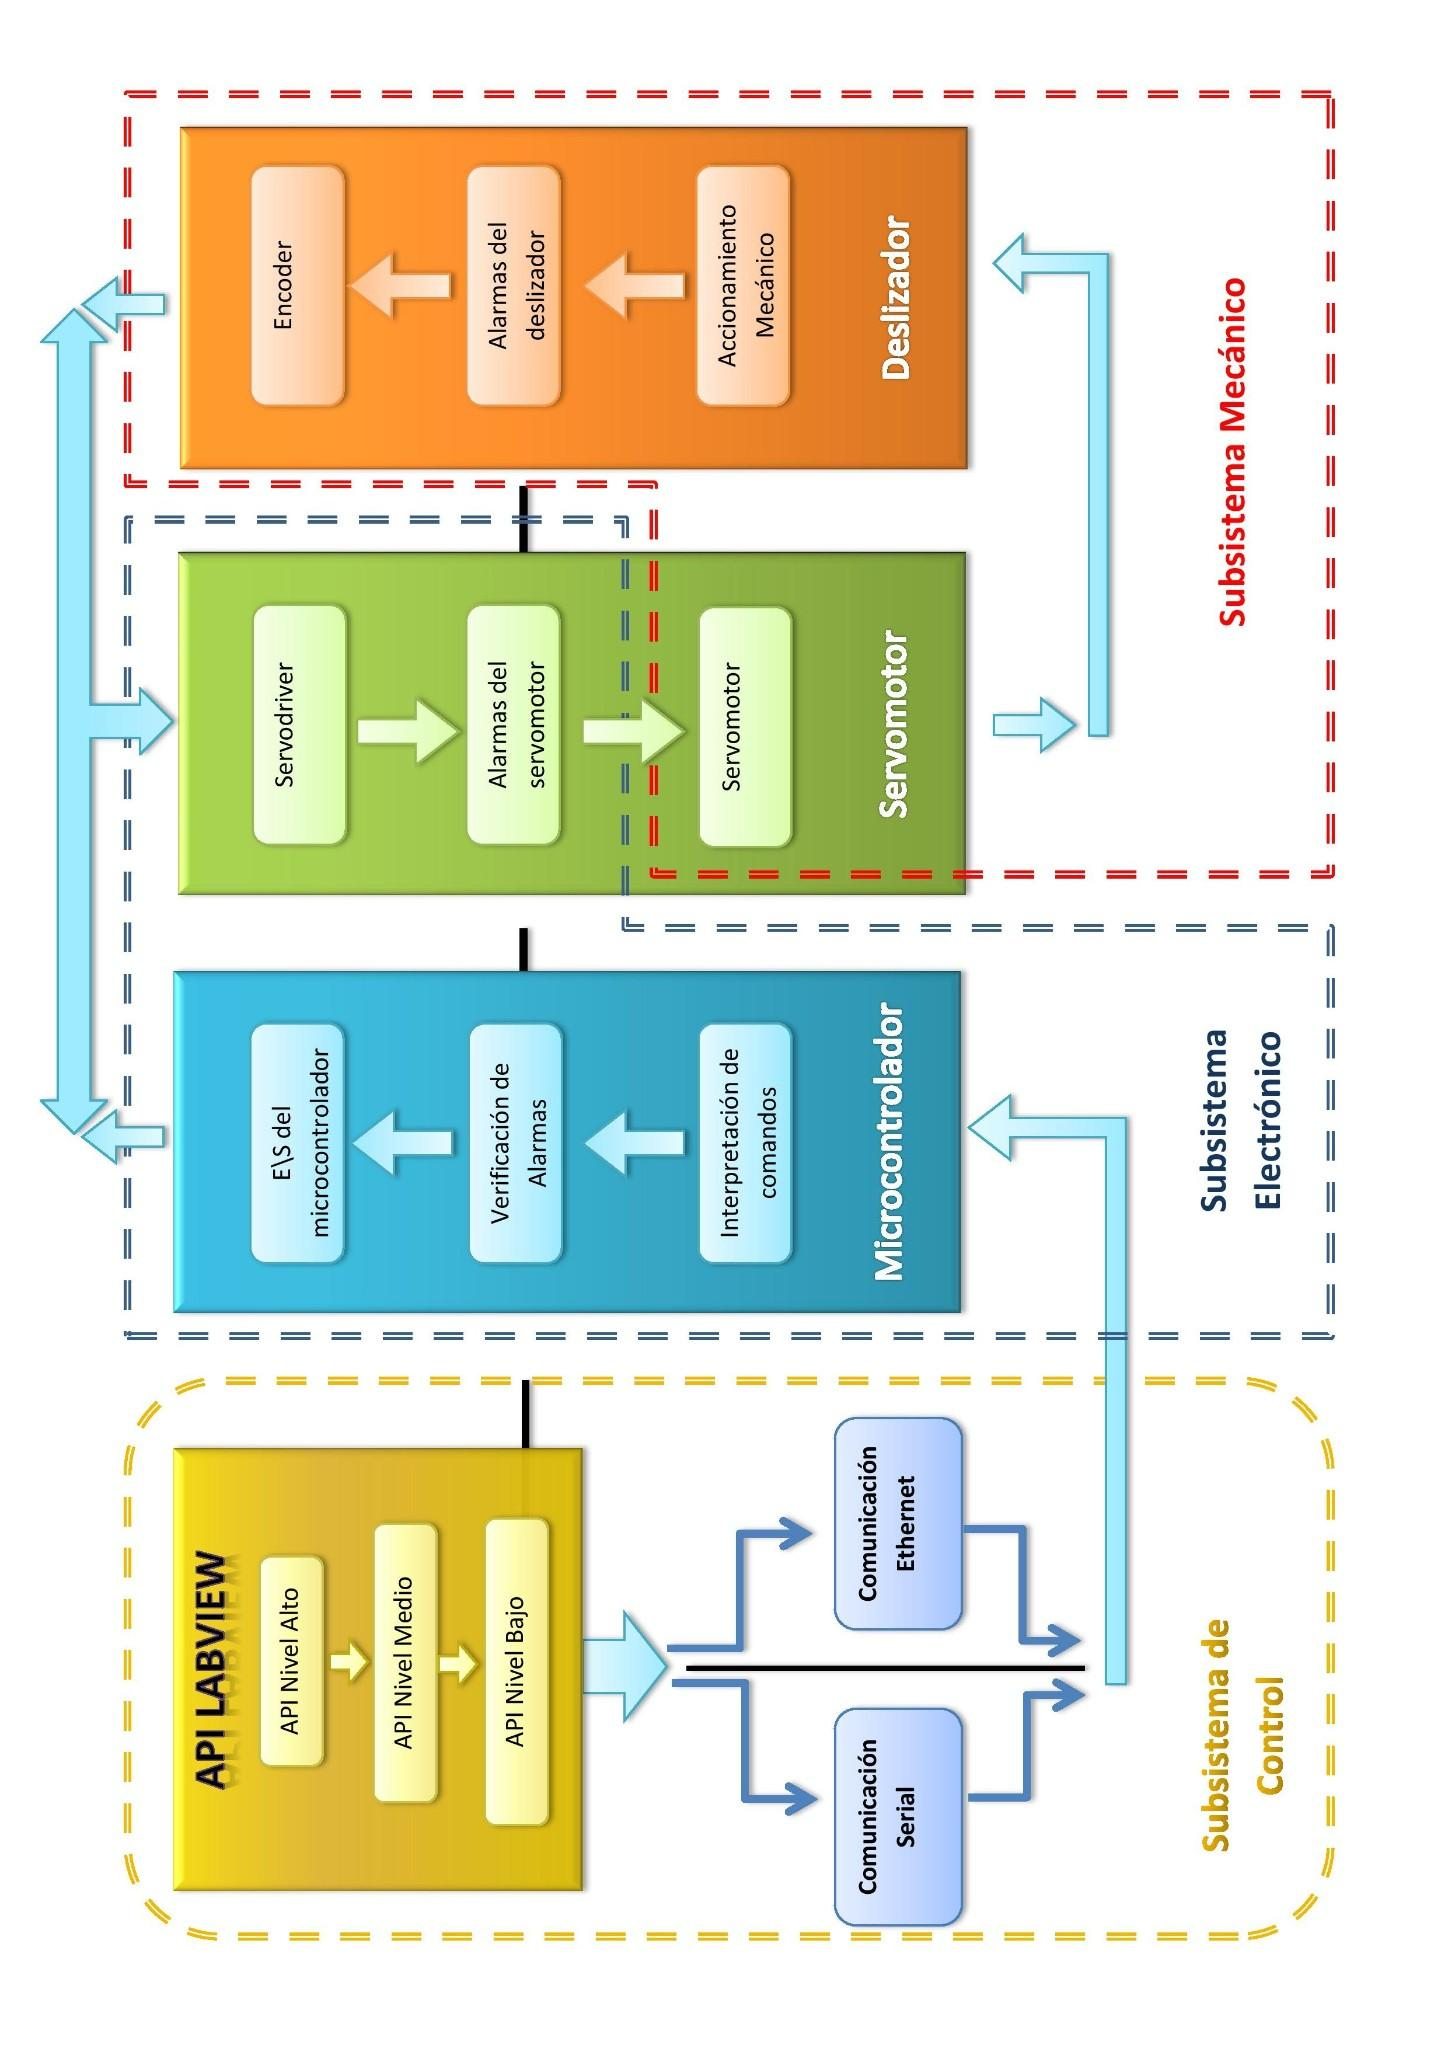 API LABVIEW
API Nivel Alto
API Nivel Medio
API Nivel Bajo
Comunicación
Serial
Comunicación
Ethernet
Subsistema de
Control
E\S del
microcontrolador
Verificación de
Alarmas
Interpretación de
comandos
Microcontrolador
Subsistema
Electrónico
Servodriver
Alarmas del
servomotor
Servomotor
Servomotor
Encoder
Alarmas del
deslizador
Accionamiento
Mecánico
Deslizador
Subsistema Mecánico